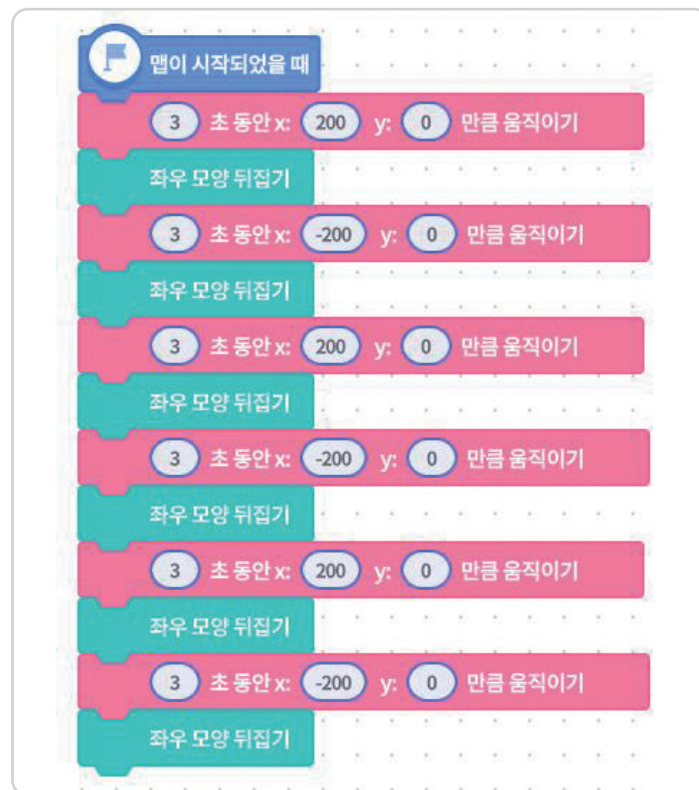 맵이 시작되었을 때
3 초 동안 x: 200 y: 0 만큼 움직이기
좌우 모양 뒤집기
3 초 동안 x: -200 y: 0 만큼 움직이기
좌우 모양 뒤집기
3 초 동안 x: 200 y: 0 만큼 움직이기
좌우 모양 뒤집기
3 초 동안 x: -200 y: 0 만큼 움직이기
좌우 모양 뒤집기
3 초 동안 x: 200 y: 0 만큼 움직이기
좌우 모양 뒤집기
3 초 동안 x: -200 y: 0 만큼 움직이기
좌우 모양 뒤집기